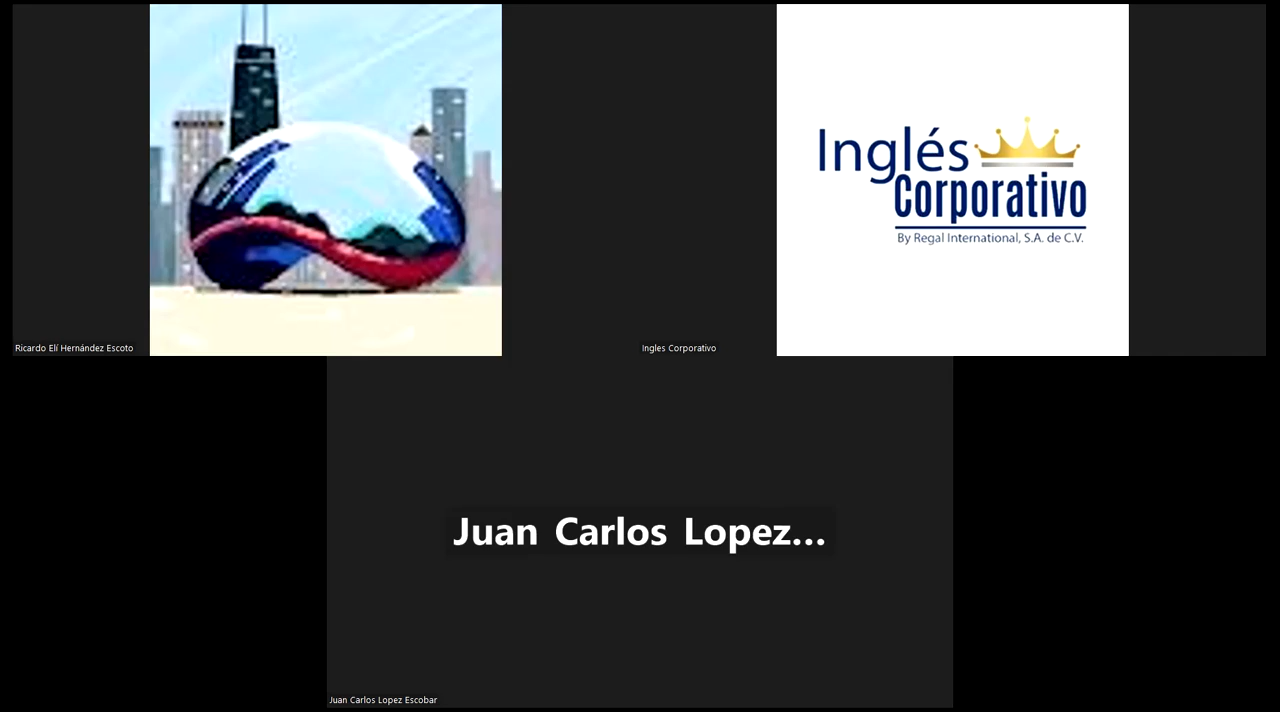 Inglés
Corporativo
By Regal International, S.A. de C.V.
Ricardo Elí Hernández Escoto
Ingles Corporativo
Juan Carlos Lopez...
Juan Carlos Lopez Escobar